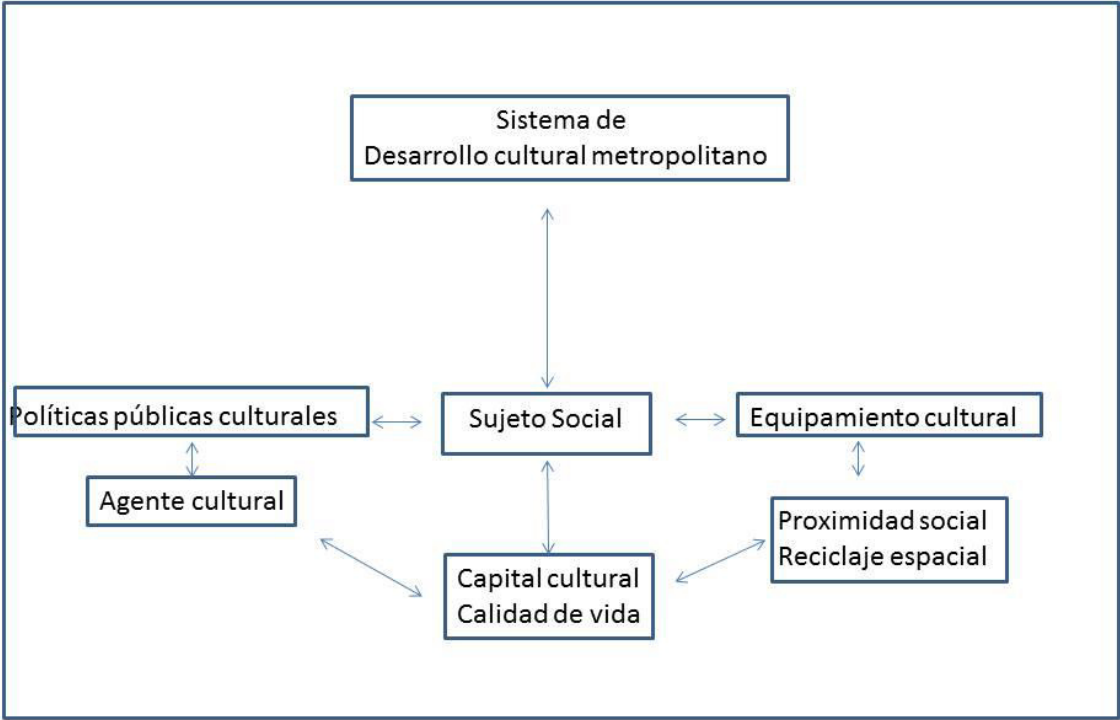 Sistema de
Desarrollo cultural metropolitano
Políticas públicas culturales
Sujeto Social
Equipamiento cultural
Agente cultural
Proximidad social
Reciclaje espacial
Capital cultural
Calidad de vida